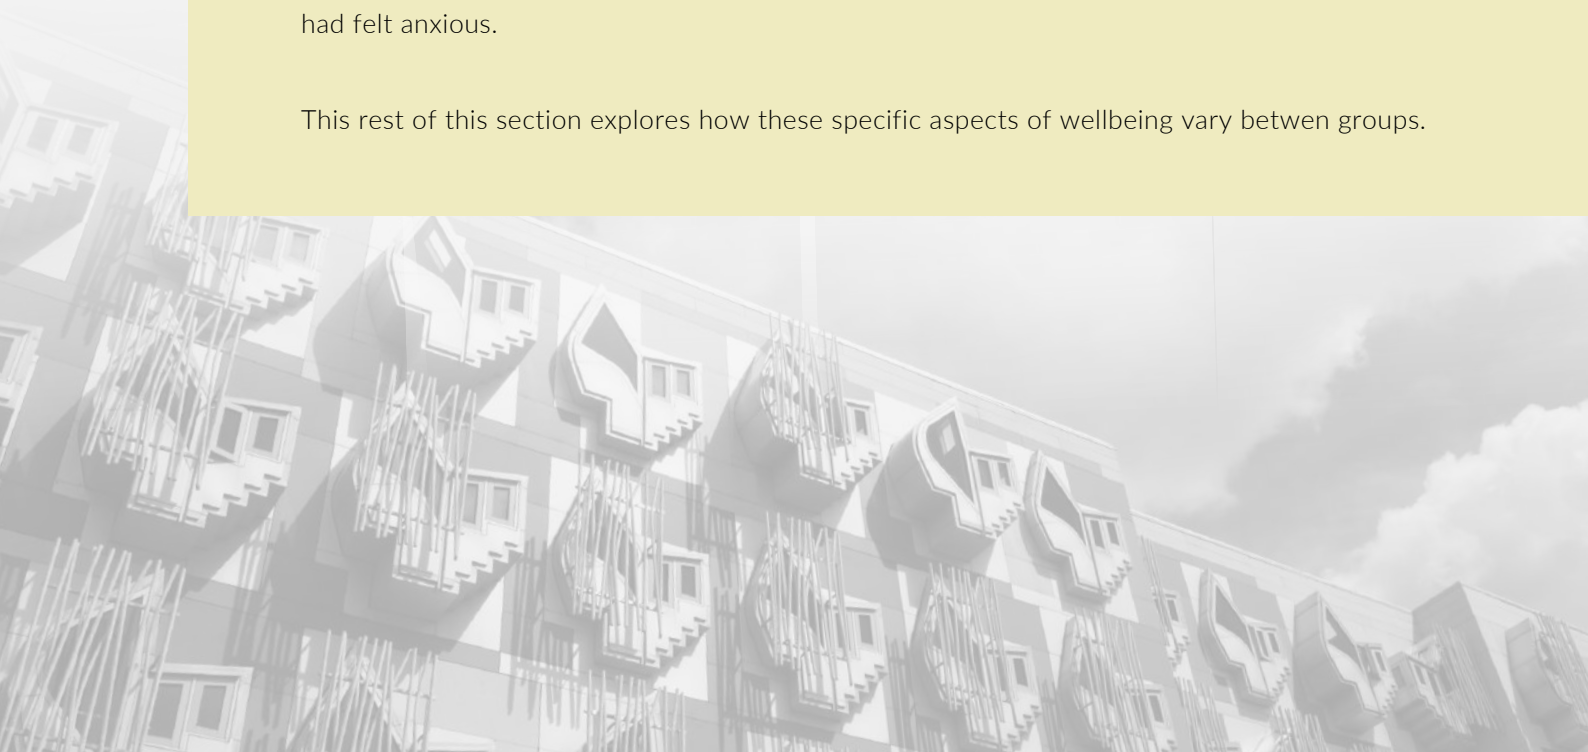 had felt anxious.
This rest of this section explores how these specific aspects of wellbeing vary betwen groups.